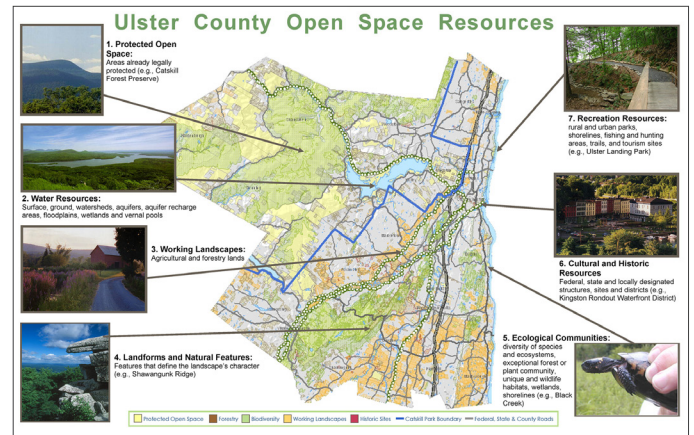 Ulster County Open Space Resources
1. Protected Open
Space:
Areas already legally
protected (e.g., Catskill
Forest Preserve)
2. Water Resources:
Surface, ground, watersheds, aquifers, aquifer recharge
areas, floodplains, wetlands and vernal pools
3. Working Landscapes:
Agricultural and forestry lands
4. Landforms and Natural Features:
Features that define the landscape's character
(e.g., Shawangunk Ridge)
7. Recreation Resources:
rural and urban parks,
shorelines, fishing and hunting
areas, trails, and tourism sites
(e.g., Ulster Landing Park)
6. Cultural and Historic
Resources
Federal, state and locally designated
structures, sites and districts (e.g.,
Kingston Rondout Waterfront District)
5. Ecological Communities:
diversity of species
and ecosystems,
exceptional forest or
plant community,
unique and wildlife
habitats, wetlands,
shorelines (e.g., Black
Creek)
Protected Open Space Forestry Biodiversity Working Landscapes Historic Sites Catskill Park Boundary Federal, State & County Roads